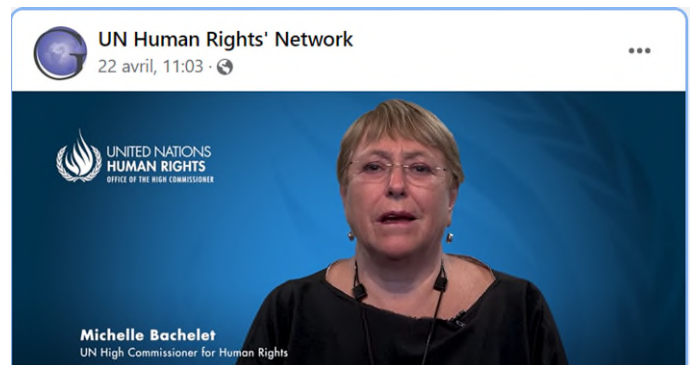 UN Human Rights' Network
22 avril, 11:03 ·
UNITED NATIONS
HUMAN RIGHTS
OFFICE OF THE HIGH COMMISSIONER
Michelle Bachelet
UN High Commissioner for Human Rights